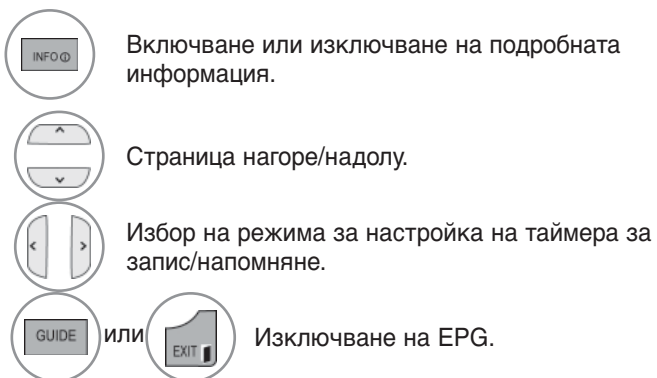 INFO ⓘ
Включване или изключване на подробната
информация.
Страница нагоре/надолу.
Избор на режима за настройка на таймера за
запис/напомняне.
GUIDE или EXIT Изключване на EPG.